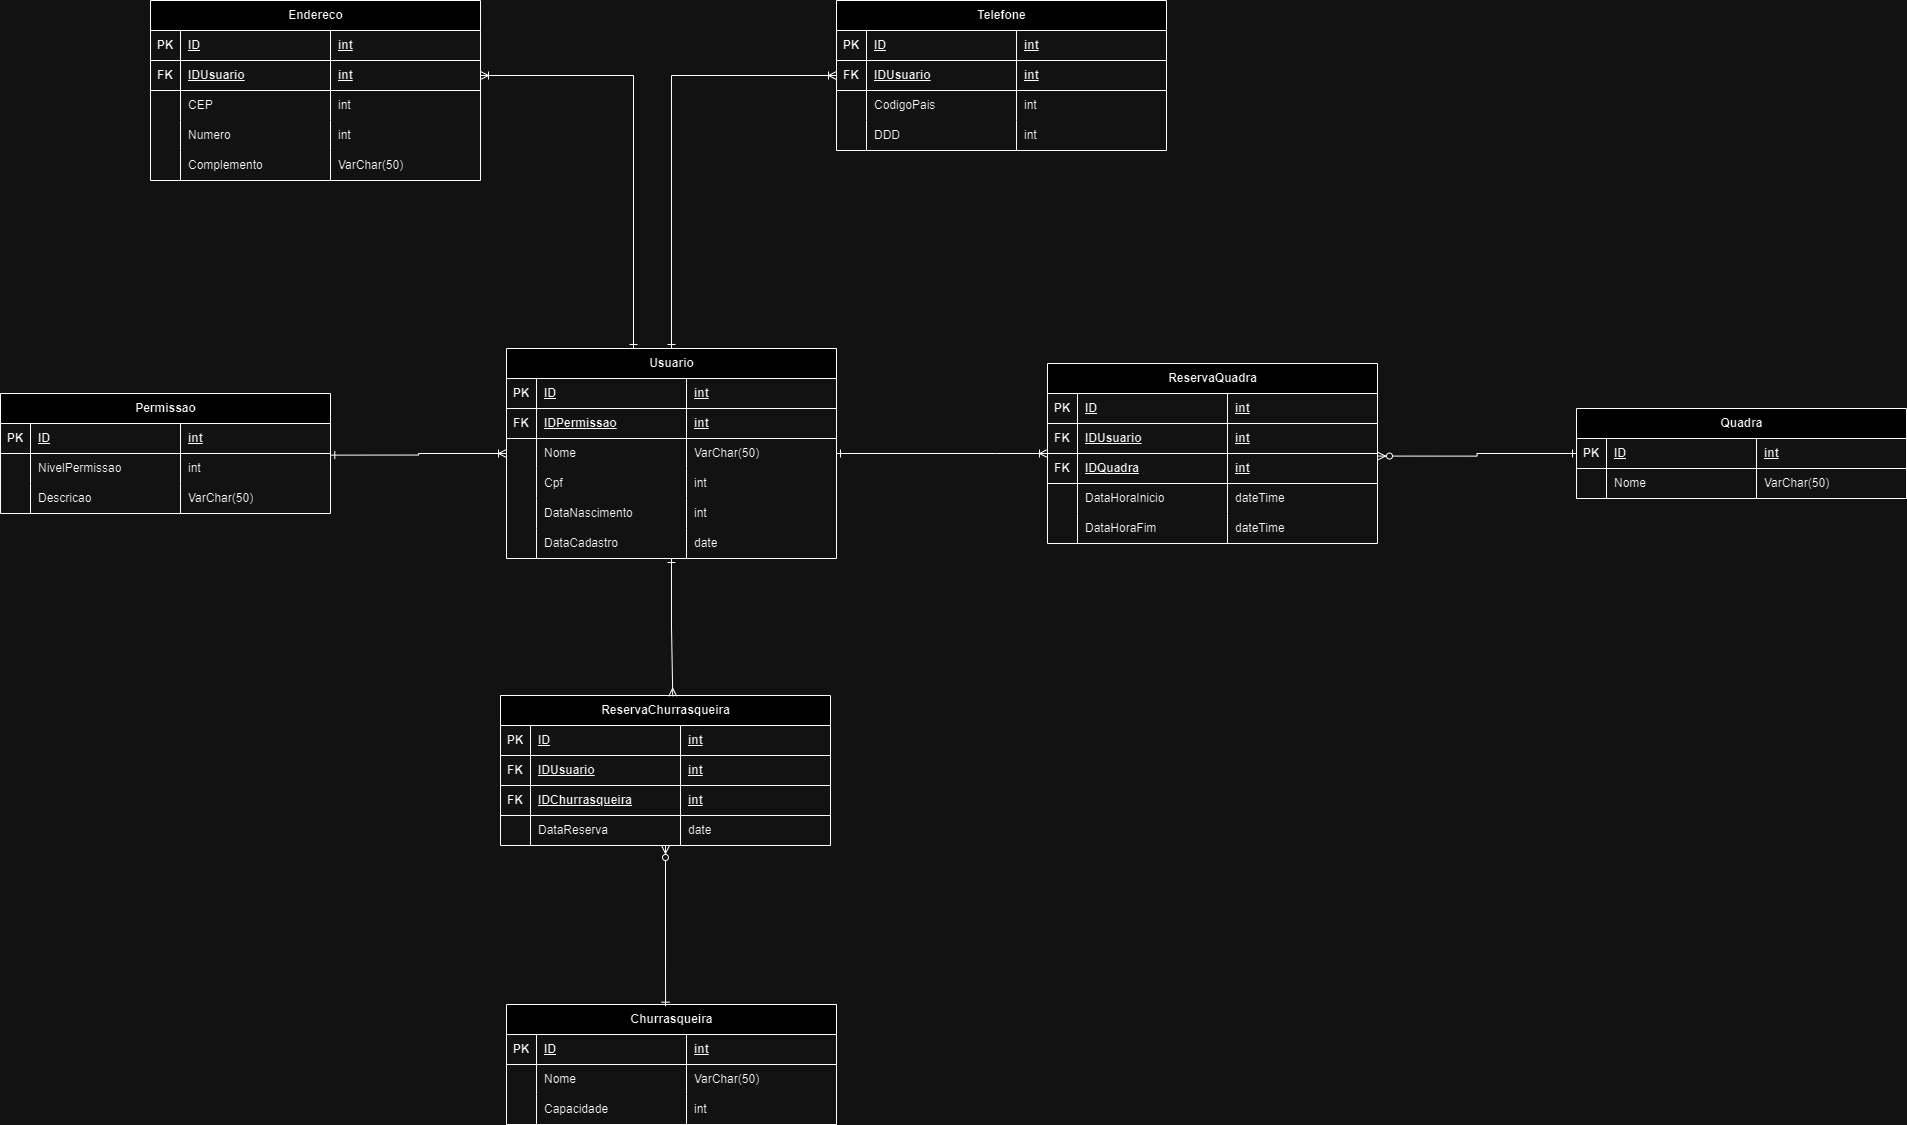 Endereco
PK ID int
FK IDUsuario int
CEP int
Numero int
Complemento VarChar(50)
Telefone
PK ID int
FK IDUsuario int
CodigoPais int
DDD int
Permissao
PK ID int
NivelPermissao int
Descricao VarChar(50)
Usuario
PK ID int
FK IDPermissao int
Nome VarChar(50)
Cpf int
DataNascimento int
DataCadastro date
ReservaQuadra
PK ID int
FK IDUsuario int
FK IDQuadra int
DataHoraInicio dateTime
DataHoraFim dateTime
Quadra
PK ID int
Nome VarChar(50)
ReservaChurrasqueira
PK ID int
FK IDUsuario int
FK IDChurrasqueira int
DataReserva date
Churrasqueira
PK ID int
Nome VarChar(50)
Capacidade int